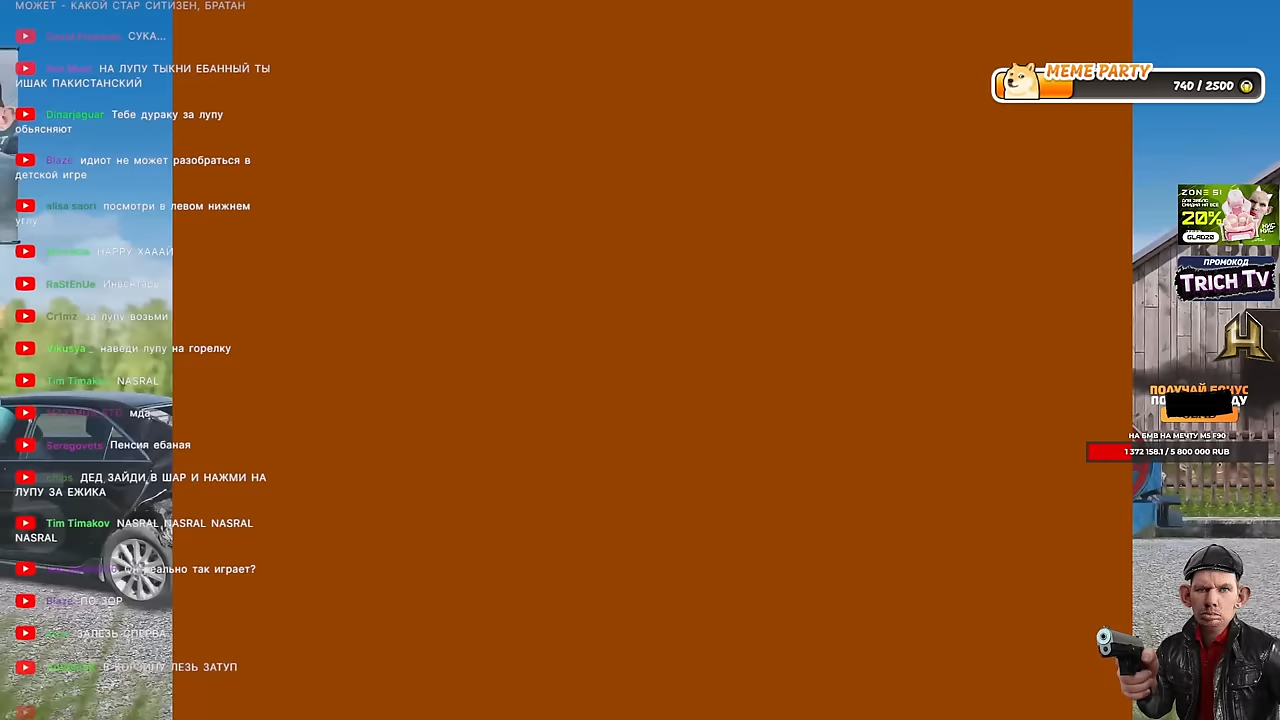 МОЖЕТ - КАКОЙ СТАР СИТИЗЕН, БРАТАН
СУКА...
НА ЛУПУ ТЫКНИ ЕБАННЫЙ ТЫ
ИШАК ПАКИСТАНСКИЙ
Dinarjaguar Тебе дураку за лупу
обьясняют
Blaze идиот не может разобраться в
детской игре
alisa saori посмотри в левом нижнем
углу
НАРРУ ХАААЙ
RaStEnUe Инвентарь
Cr1mz за лупу возьми
Vikusya_ наведи лупу на горелку
Tim Timakov NASRAL
мда
Seregovets Пенсия ебаная
ДЕД ЗАЙДИ В ШАР И НАЖМИ НА
ЛУПУ ЗА ЕЖИКА
Tim Timakov NASRAL NASRAL NASRAL
NASRAL
Он реально так играет?
Blaze ПО ЗОР
ЗАЛЕЗЬ СПЕРВА
В КОРЗИНУ ЛЕЗЬ ЗАТУП
MEME PARTY
740 / 2500
ZONE 51
20%
GLAD20
ПРОМОКОД
TRICH TV
ПОЛУЧАЙ БОНУС
НА БМВ НА МЕЧТУ M5 F90
1 372 158.1 / 5 800 000 RUB